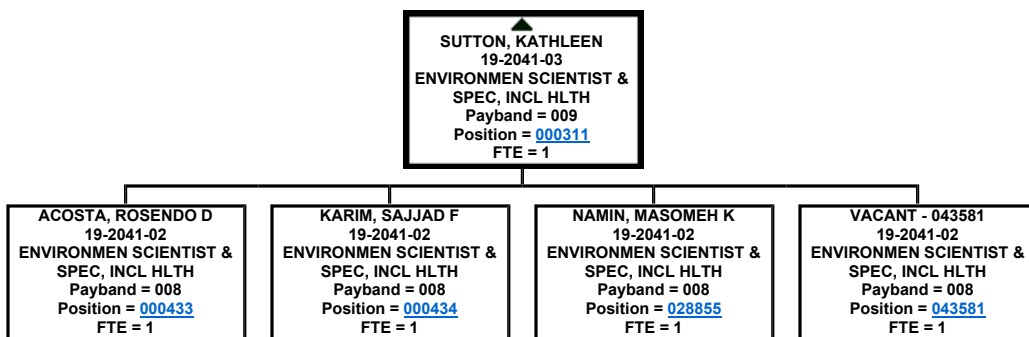 SUTTON, KATHLEEN
19-2041-03
ENVIRONMEN SCIENTIST &
SPEC, INCL HLTH
Payband = 009
Position = 000311
FTE = 1
ACOSTA, ROSENDO D
19-2041-02
ENVIRONMEN SCIENTIST &
SPEC, INCL HLTH
Payband = 008
Position = 000433
FTE = 1
KARIM, SAJJAD F
19-2041-02
ENVIRONMEN SCIENTIST &
SPEC, INCL HLTH
Payband = 008
Position = 000434
FTE = 1
NAMIN, MASOMEH K
19-2041-02
ENVIRONMEN SCIENTIST &
SPEC, INCL HLTH
Payband = 008
Position = 028855
FTE = 1
VACANT - 043581
19-2041-02
ENVIRONMEN SCIENTIST &
SPEC, INCL HLTH
Payband = 008
Position = 043581
FTE = 1